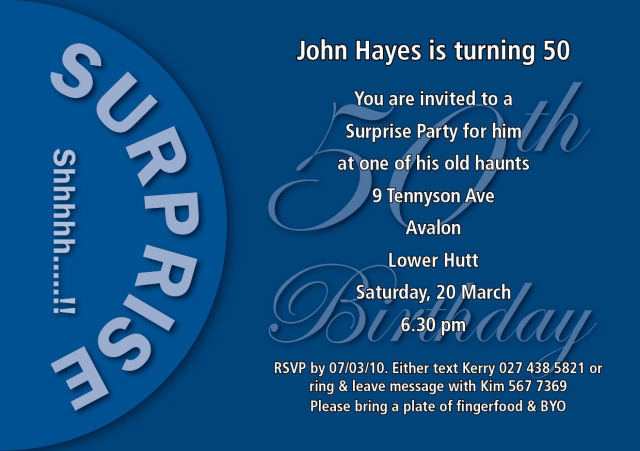 SURPRISE
Shhhhh.....!!
John Hayes is turning 50
50th
Birthday
You are invited to a
Surprise Party for him
at one of his old haunts
9 Tennyson Ave
Avalon
Lower Hutt
Saturday, 20 March
6.30 pm
RSVP by 07/03/10. Either text Kerry 027 438 5821 or
ring & leave message with Kim 567 7369
Please bring a plate of fingerfood & BYO